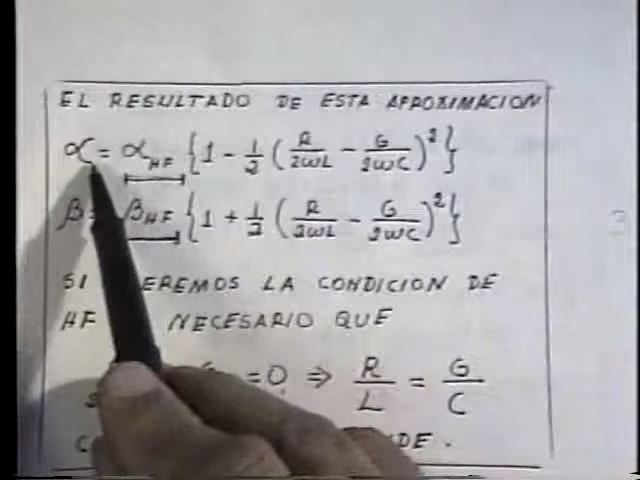 EL RESULTADO DE ESTA APROXIMACION
α = α_HF {1 - 1/2 (R/2ωL - G/2ωC)^2}
β = β_HF {1 + 1/2 (R/2ωL - G/2ωC)^2}
SI EREMOS LA CONDICION DE
HF NECESARIO QUE
= 0 ⇒ R/L = G/C
DE.